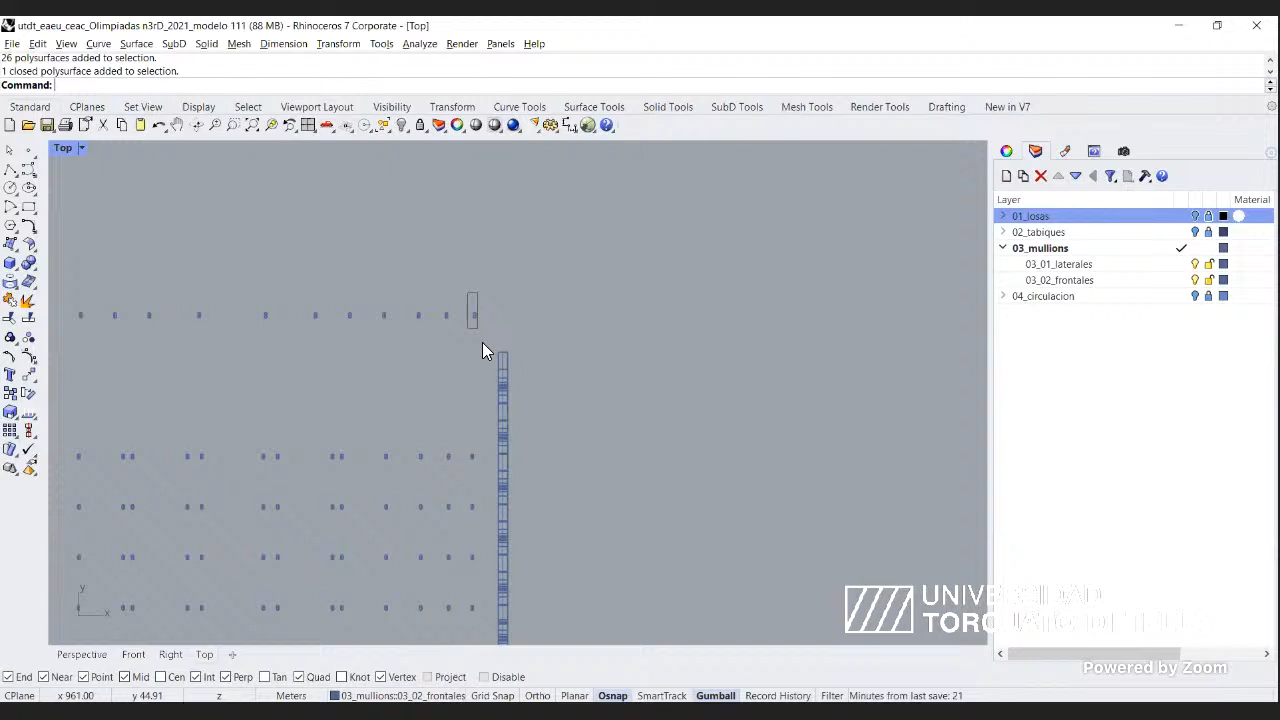 utdt_eaeu_ceac_Olimpiadas n3rD_2021_modelo 111 (88 MB) - Rhinoceros 7 Corporate - [Top]
File Edit View Curve Surface SubD Solid Mesh Dimension Transform Tools Analyze Render Panels Help
26 polysurfaces added to selection.
1 closed polysurface added to selection.
Command:
Standard CPlanes Set View Display Select Viewport Layout Visibility Transform Curve Tools Surface Tools Solid Tools SubD Tools Mesh Tools Render Tools Drafting New in V7
Top
Layer Material
01_losas
02_tabiques
03_mullions
03_01_laterales
03_02_frontales
04_circulacion
y
x
UNIVERSIDAD
TORCUATO DI TELLA
Perspective Front Right Top
Powered by Zoom
End Near Point Mid Cen Int Perp Tan Quad Knot Vertex Project Disable
CPlane x 961.00 y 44.91 z Meters 03_mullions::03_02_frontales Grid Snap Ortho Planar Osnap SmartTrack Gumball Record History Filter Minutes from last save: 21